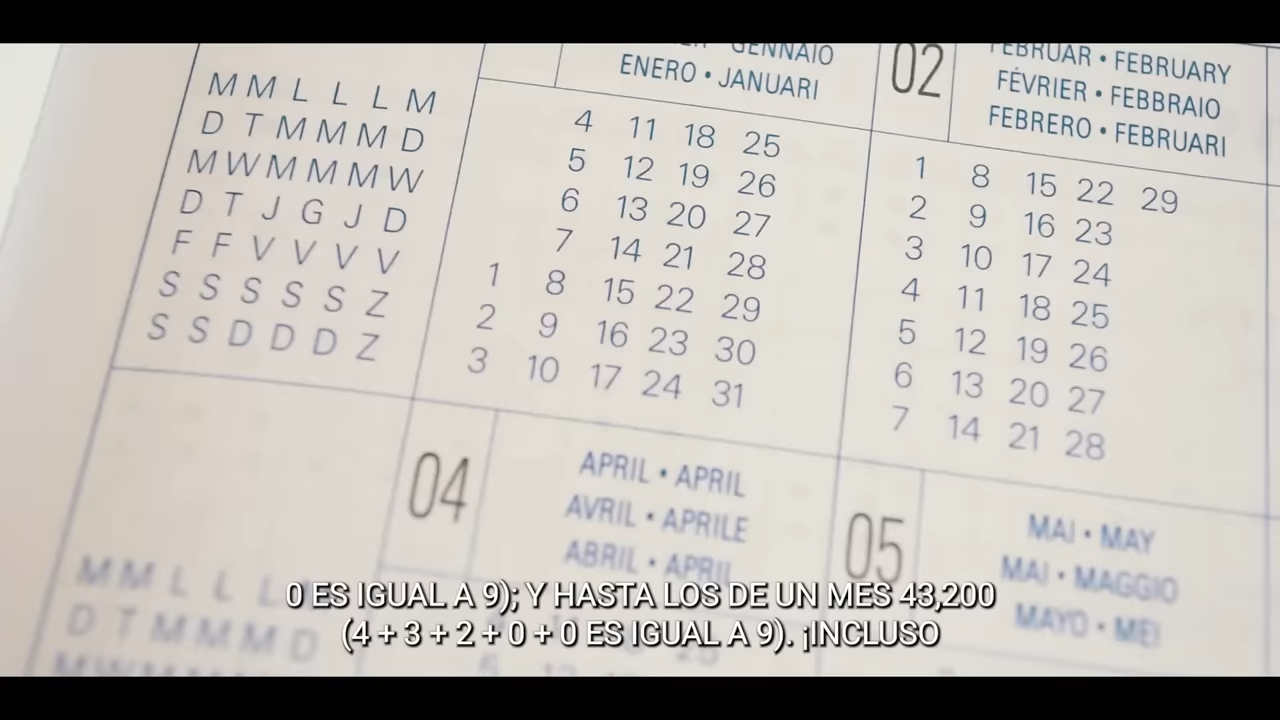 GENNAIO
ENERO • JANUARI
02
FEBRUAR • FEBRUARY
FÉVRIER • FEBBRAIO
FEBRERO • FEBRUARI
M M L L L M
D T M M M D
M W M M M W
D T J G J D
F F V V V V
S S S S S Z
S S D D D Z
4 11 18 25
5 12 19 26
6 13 20 27
7 14 21 28
1 8 15 22 29
2 9 16 23 30
3 10 17 24 31
1 8 15 22 29
2 9 16 23
3 10 17 24
4 11 18 25
5 12 19 26
6 13 20 27
7 14 21 28
04
APRIL • APRIL
AVRIL • APRILE
ABRIL • APRIL
05
MAI • MAY
MAI • MAGGIO
MAYO • MEI
M M L L L
D T M M M D
0 ES IGUAL A 9); Y HASTA LOS DE UN MES 43,200
(4 + 3 + 2 + 0 + 0 ES IGUAL A 9). ¡INCLUSO